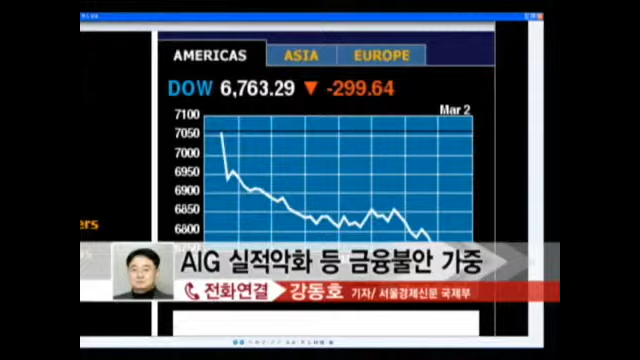 AMERICAS ASIA EUROPE
DOW 6,763.29 ▼ -299.64
Mar 2
7100
7050
7000
6950
6900
6850
6800
ers
AIG 실적악화 등 금융불안 가중
전화연결 강동호 기자/ 서울경제신문 국제부